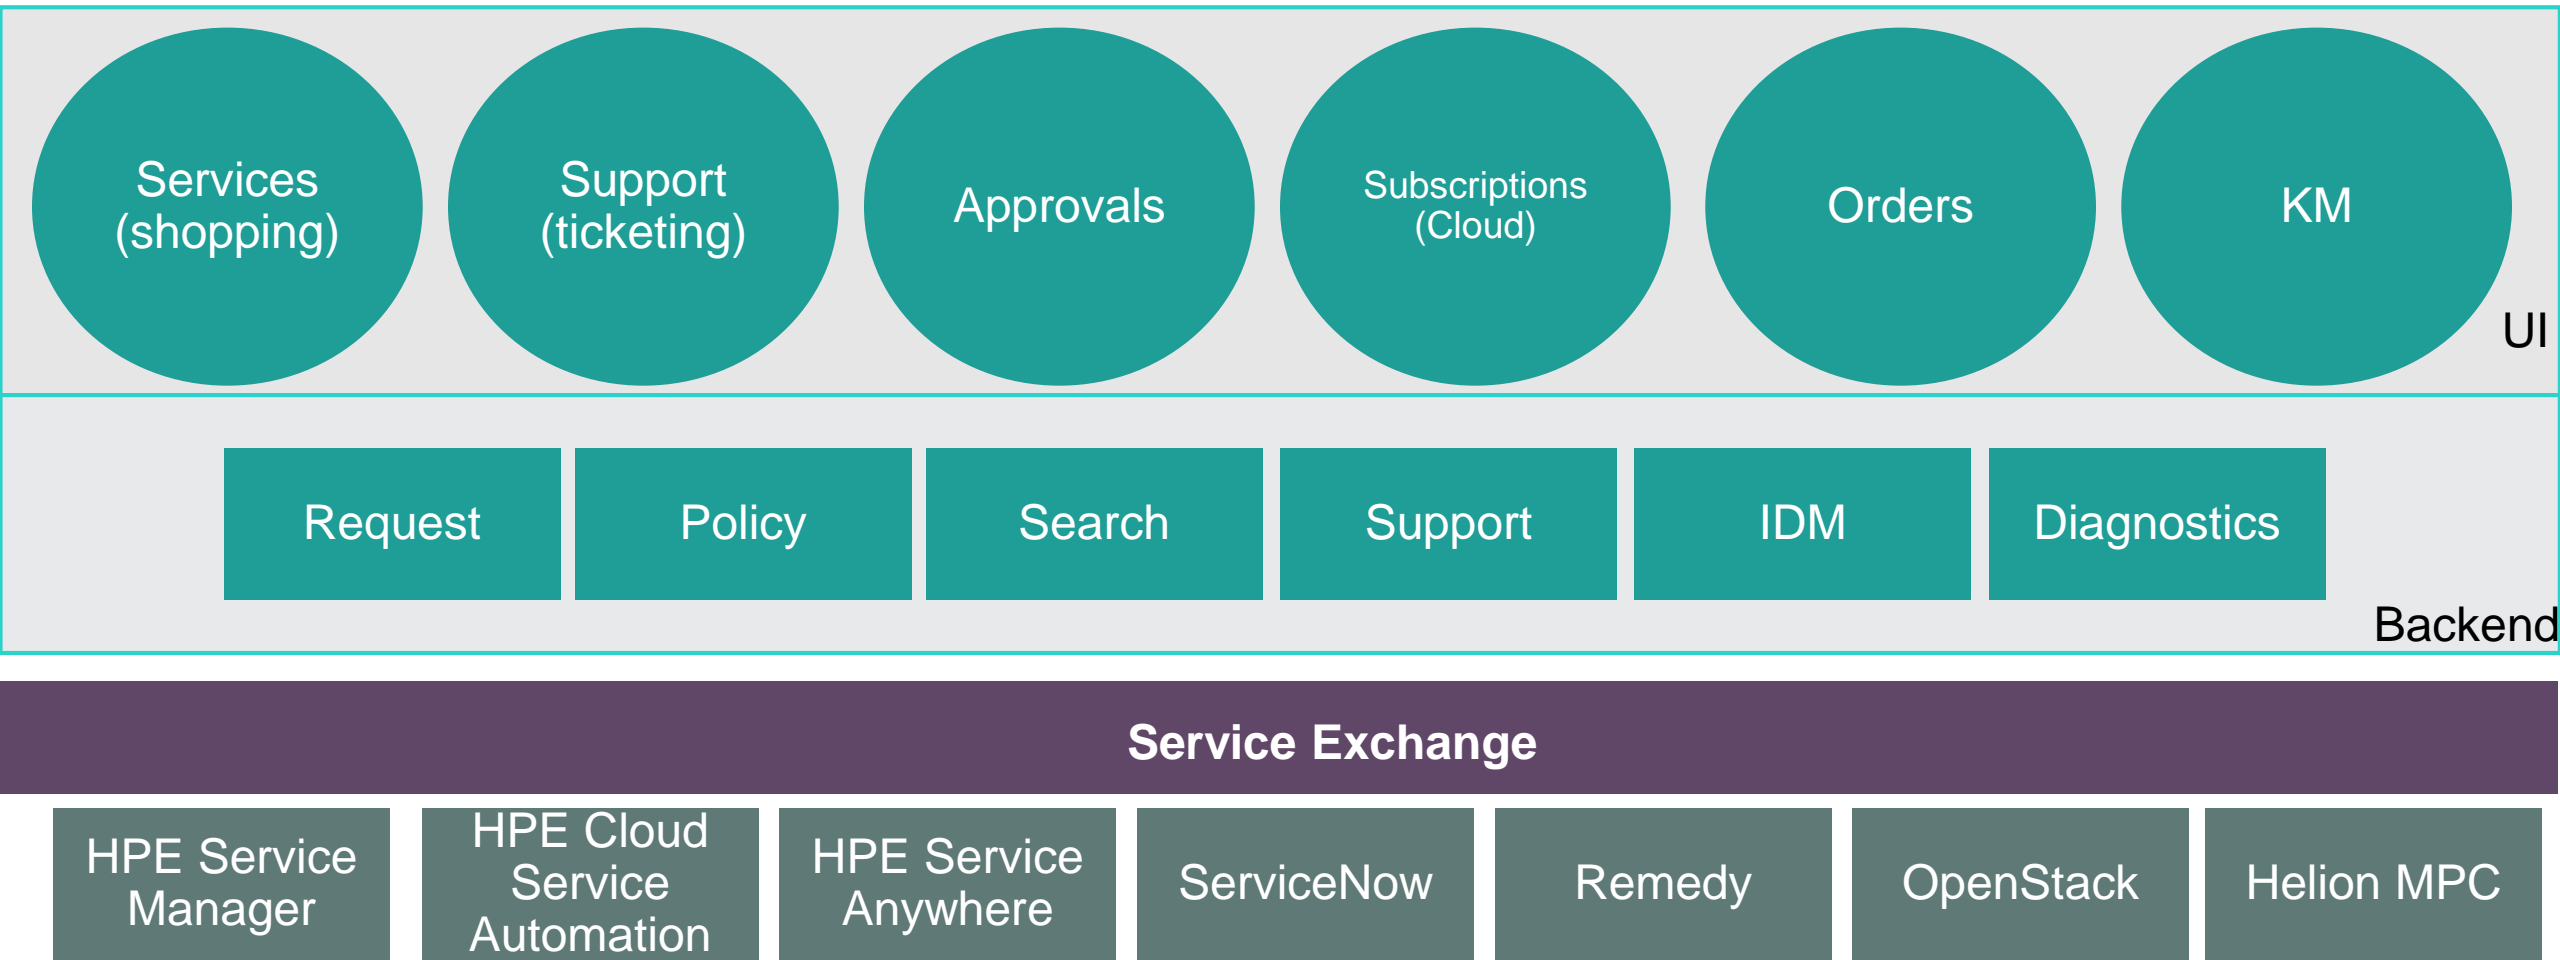 Services
(shopping)
Support
(ticketing)
Approvals
Subscriptions
(Cloud)
Orders
KM
UI
Request
Policy
Search
Support
IDM
Diagnostics
Backend
Service Exchange
HPE Service
Manager
HPE Cloud
Service
Automation
HPE Service
Anywhere
ServiceNow
Remedy
OpenStack
Helion MPC